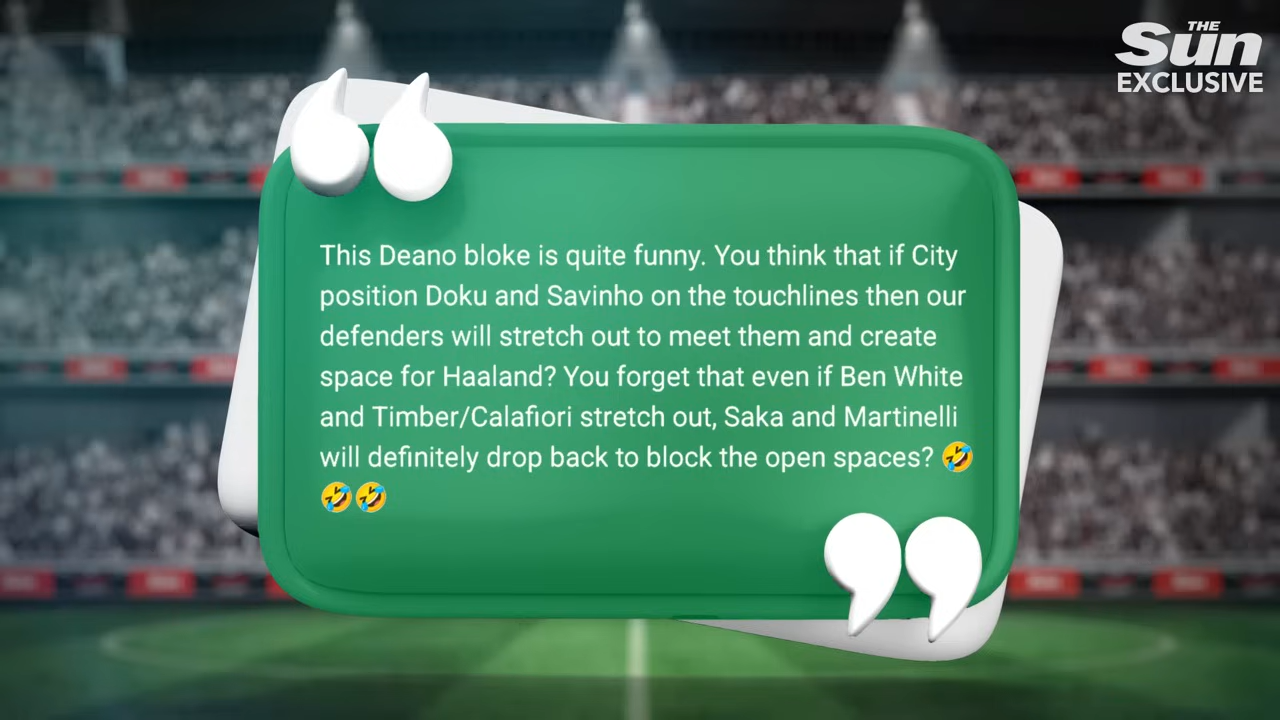 THE
Sun
EXCLUSIVE
This Deano bloke is quite funny. You think that if City
position Doku and Savinho on the touchlines then our
defenders will stretch out to meet them and create
space for Haaland? You forget that even if Ben White
and Timber/Calafiori stretch out, Saka and Martinelli
will definitely drop back to block the open spaces? 🤣
🤣🤣